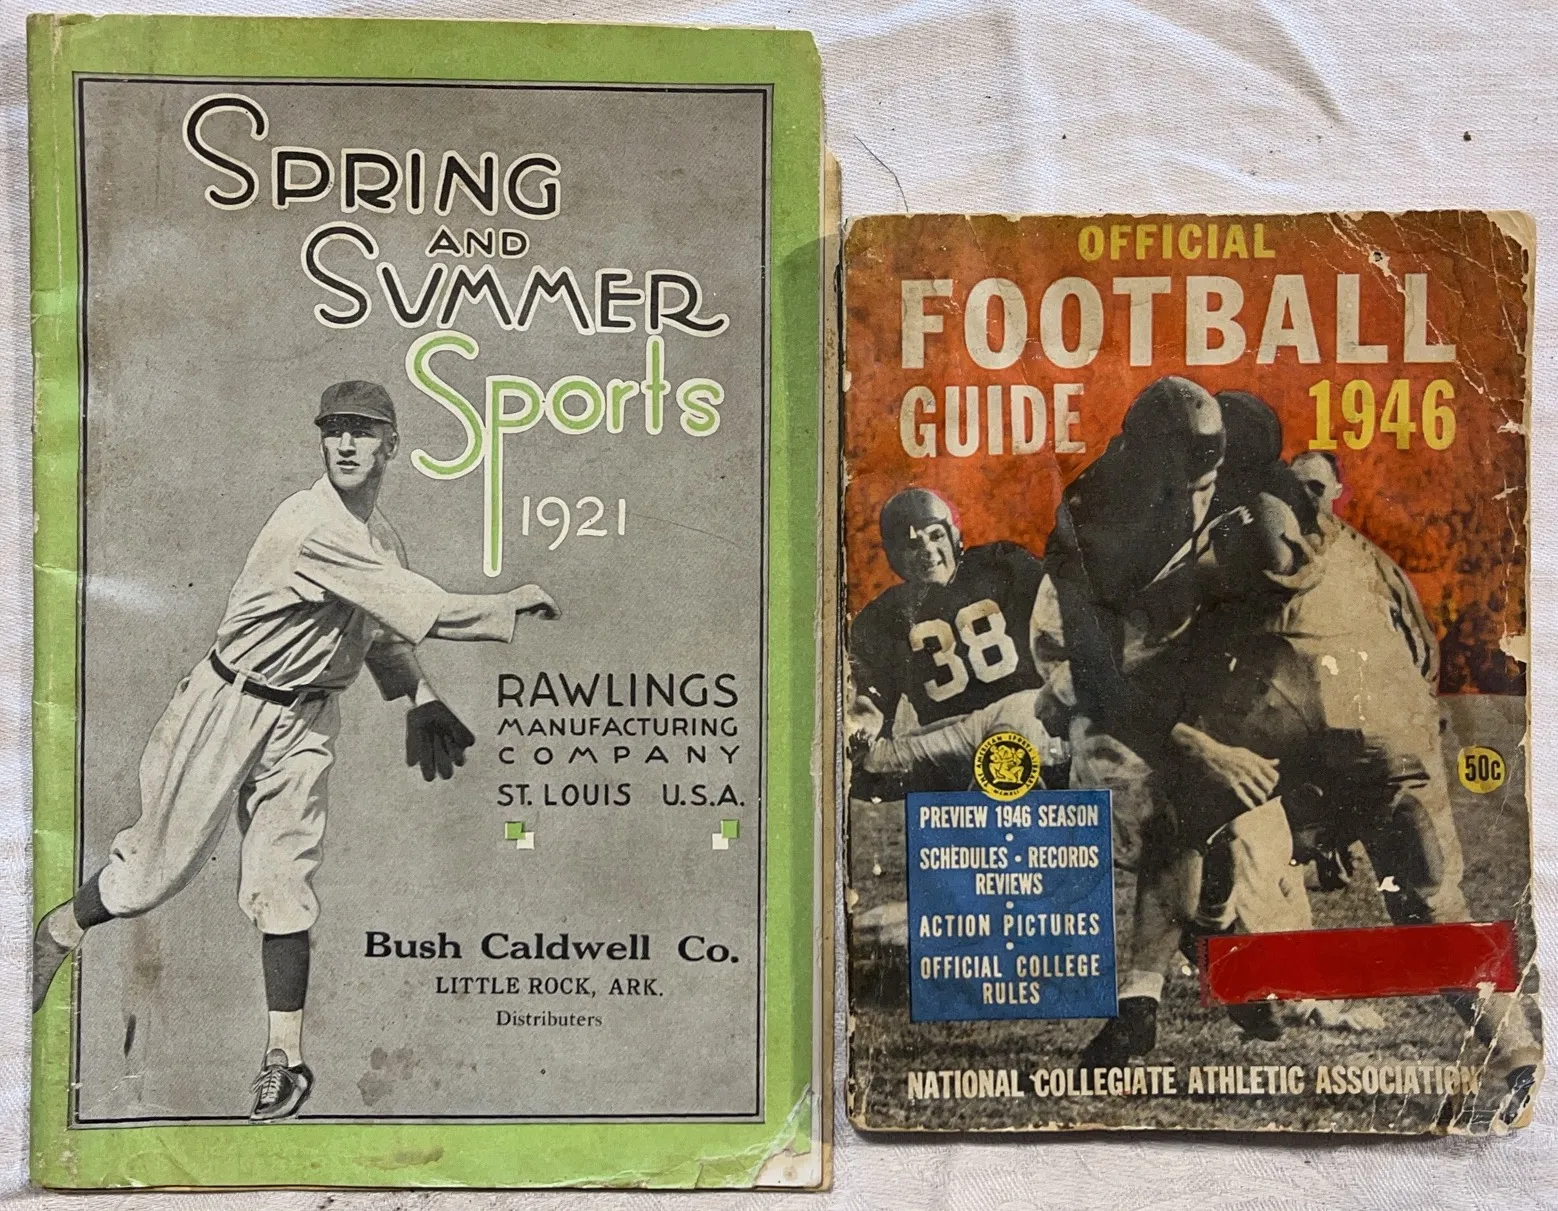 SPRING
AND
SUMMER
Sports
1921
RAWLINGS
MANUFACTURING
COMPANY
ST. LOUIS U.S.A.
Bush Caldwell Co.
LITTLE ROCK, ARK.
Distributers
OFFICIAL
FOOTBALL
GUIDE 1946
38
50c
PREVIEW 1946 SEASON
SCHEDULES • RECORDS
REVIEWS
ACTION PICTURES
OFFICIAL COLLEGE
RULES
NATIONAL COLLEGIATE ATHLETIC ASSOCIATION